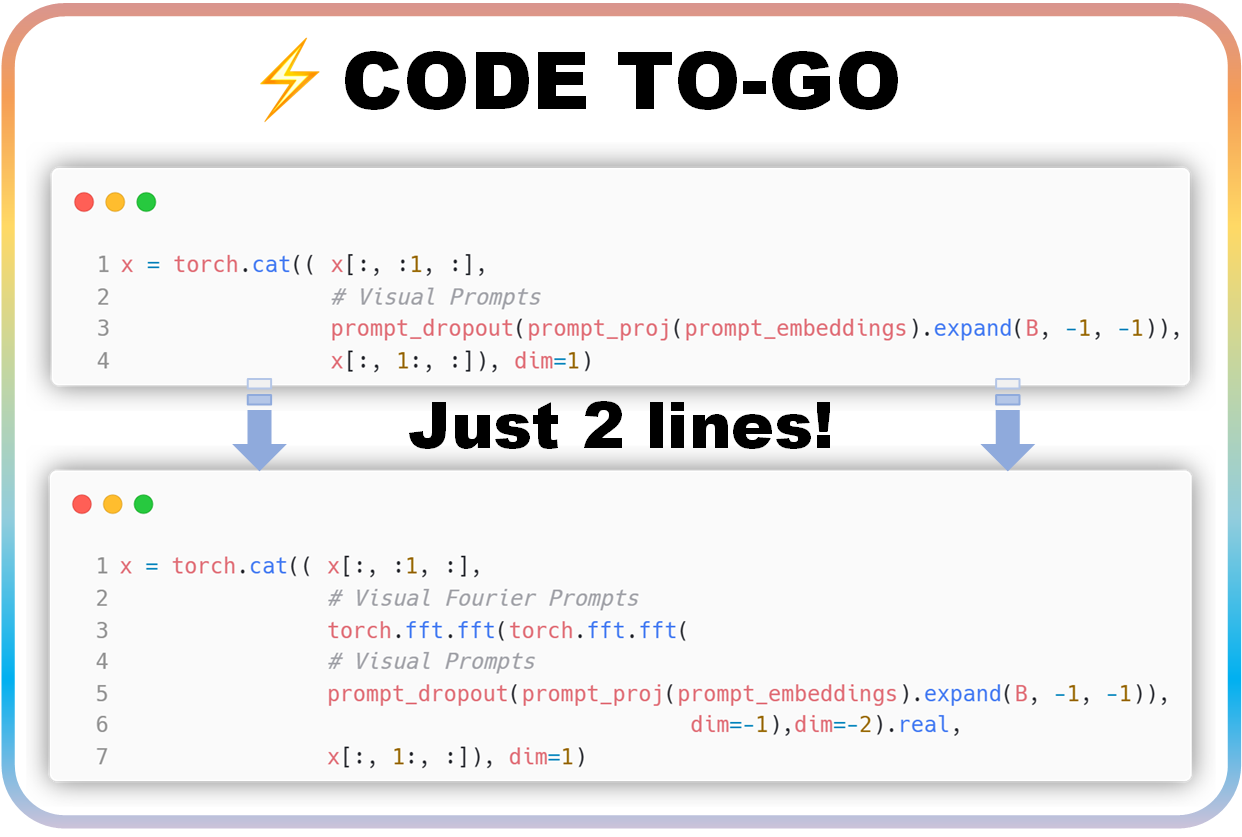 ⚡ CODE TO-GO
1 x = torch.cat(( x[:, :1, :],
2 # Visual Prompts
3 prompt_dropout(prompt_proj(prompt_embeddings).expand(B, -1, -1)),
4 x[:, 1:, :]), dim=1)
Just 2 lines!
1 x = torch.cat(( x[:, :1, :],
2 # Visual Fourier Prompts
3 torch.fft.fft(torch.fft.fft(
4 # Visual Prompts
5 prompt_dropout(prompt_proj(prompt_embeddings).expand(B, -1, -1)),
6 dim=-1),dim=-2).real,
7 x[:, 1:, :]), dim=1)